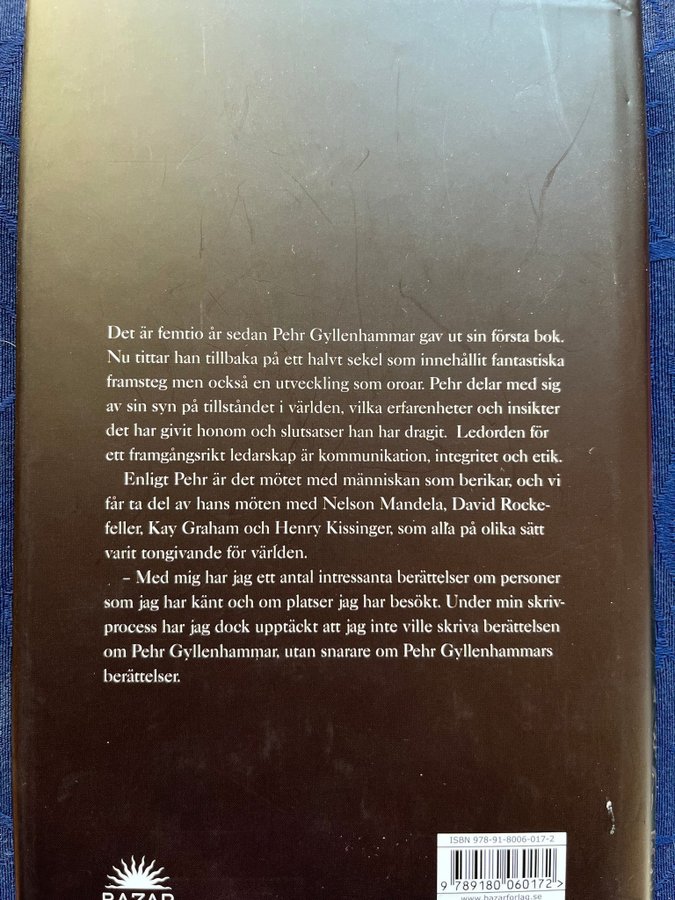 Det är femtio år sedan Pehr Gyllenhammar gav ut sin första bok.
Nu tittar han tillbaka på ett halvt sekel som innehållit fantastiska
framsteg men också en utveckling som oroar. Pehr delar med sig
av sin syn på tillståndet i världen, vilka erfarenheter och insikter
det har givit honom och slutsatser han har dragit. Ledorden för
ett framgångsrikt ledarskap är kommunikation, integritet och etik.
Enligt Pehr är det mötet med människan som berikar, och vi
får ta del av hans möten med Nelson Mandela, David Rocke-
feller, Kay Graham och Henry Kissinger, som alla på olika sätt
varit tongivande för världen.
– Med mig har jag ett antal intressanta berättelser om personer
som jag har känt och om platser jag har besökt. Under min skriv-
process har jag dock upptäckt att jag inte ville skriva berättelsen
om Pehr Gyllenhammar, utan snarare om Pehr Gyllenhammars
berättelser.
ISBN 978-91-8006-017-2
9 789180 060172 >
BAZAR
www.bazarforlag.se